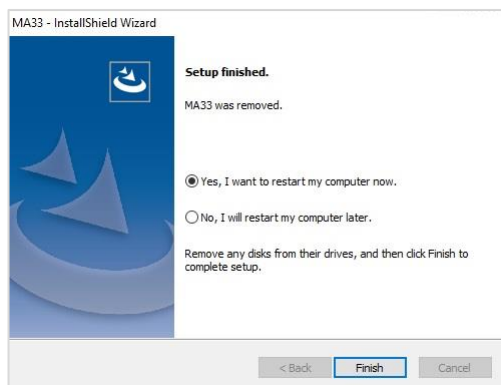 MA33 - InstallShield Wizard
Setup finished.
MA33 was removed.
Yes, I want to restart my computer now.
No, I will restart my computer later.
Remove any disks from their drives, and then click Finish to
complete setup.
< Back Finish Cancel